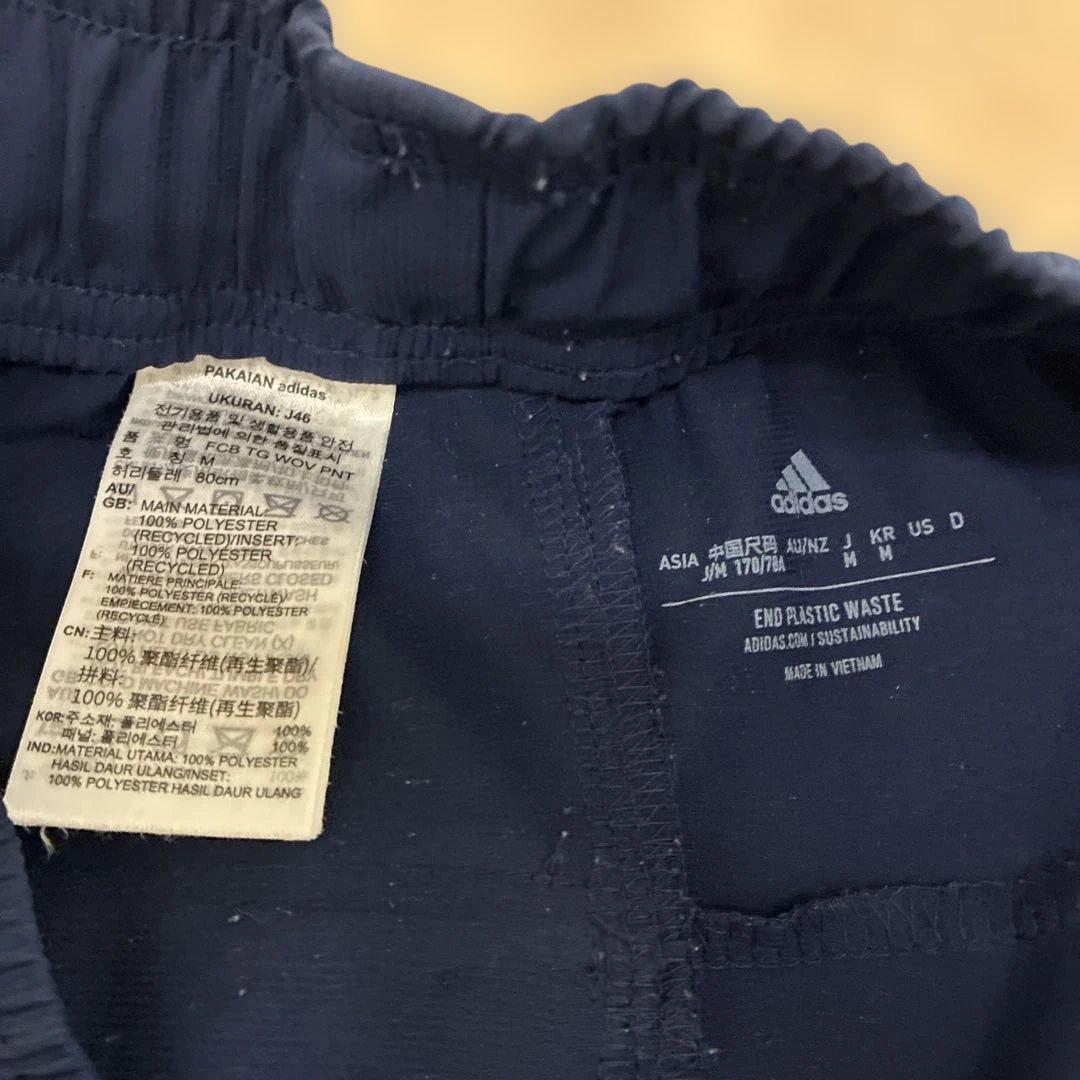 PAKAIAN adidas
UKURAN: J46
전기용품 및 생활용품 안전
관리법에 의한 품질표시
품 명 FCB TG WOV PNT
호 칭 M
허리둘레 80cm
AU/
GB: MAIN MATERIAL:
100% POLYESTER
(RECYCLED)/INSERT:
100% POLYESTER
(RECYCLED)
F: MATIERE PRINCIPALE:
100% POLYESTER (RECYCLÉ)
EMPIECEMENT: 100% POLYESTER
(RECYCLÉ)
CN: 主料:
100% 聚酯纤维(再生聚酯)/
拼料:
100% 聚酯纤维(再生聚酯)
KOR: 주소재: 폴리에스터 100%
패널: 폴리에스터 100%
IND: MATERIAL UTAMA: 100% POLYESTER
HASIL DAUR ULANG/INSET:
100% POLYESTER HASIL DAUR ULANG
adidas
ASIA 中国尺码 AU/NZ J KR US D
J/M 170/78A M M
END PLASTIC WASTE
ADIDAS.COM / SUSTAINABILITY
MADE IN VIETNAM